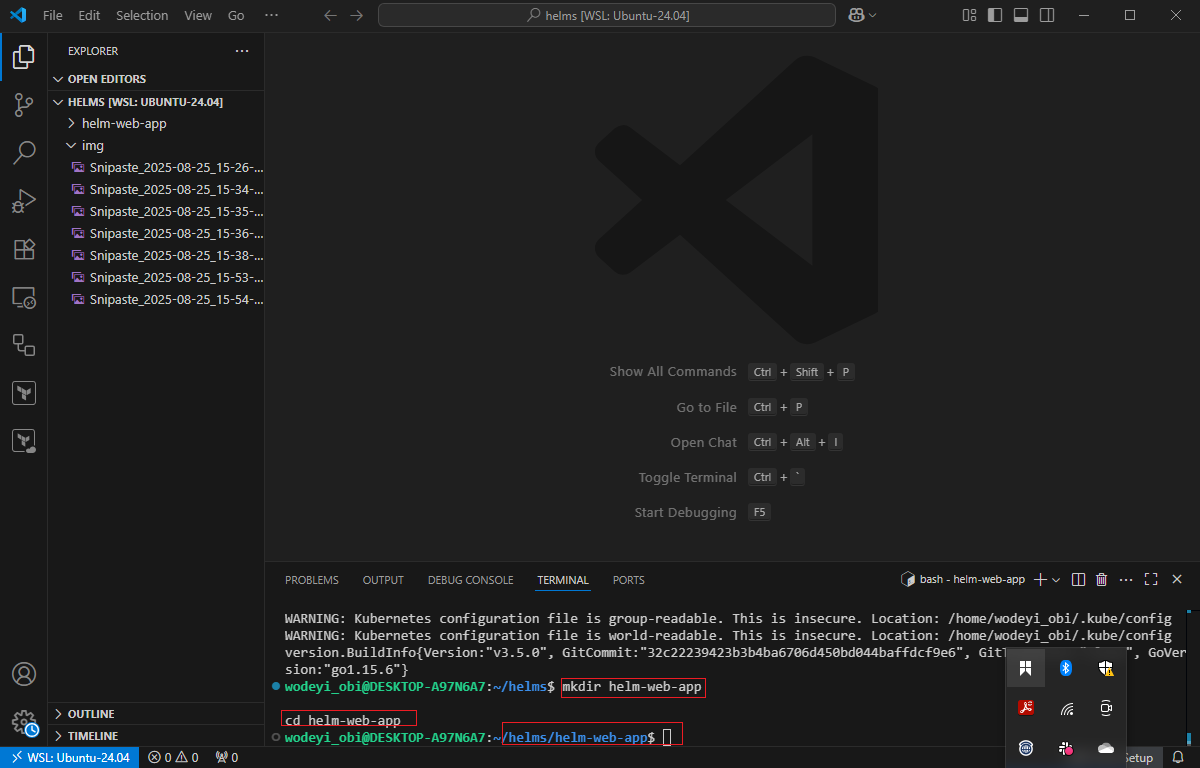 File Edit Selection View Go ··· helms [WSL: Ubuntu-24.04]
EXPLORER ···
OPEN EDITORS
HELMS [WSL: UBUNTU-24.04]
helm-web-app
img
Snipaste_2025-08-25_15-26-...
Snipaste_2025-08-25_15-34-...
Snipaste_2025-08-25_15-35-...
Snipaste_2025-08-25_15-36-...
Snipaste_2025-08-25_15-38-...
Snipaste_2025-08-25_15-53-...
Snipaste_2025-08-25_15-54-...
OUTLINE
TIMELINE
Show All Commands Ctrl + Shift + P
Go to File Ctrl + P
Open Chat Ctrl + Alt + I
Toggle Terminal Ctrl + `
Start Debugging F5
PROBLEMS OUTPUT DEBUG CONSOLE TERMINAL PORTS bash - helm-web-app
WARNING: Kubernetes configuration file is group-readable. This is insecure. Location: /home/wodeyi_obi/.kube/config
WARNING: Kubernetes configuration file is world-readable. This is insecure. Location: /home/wodeyi_obi/.kube/config
version.BuildInfo{Version:"v3.5.0", GitCommit:"32c22239423b3b4ba6706d450bd044baffdcf9e6", GitT GoVer
sion:"go1.15.6"}
wodeyi_obi@DESKTOP-A97N6A7:~/helms$ mkdir helm-web-app
cd helm-web-app
wodeyi_obi@DESKTOP-A97N6A7:~/helms/helm-web-app$
WSL: Ubuntu-24.04 0 0 0 Setup